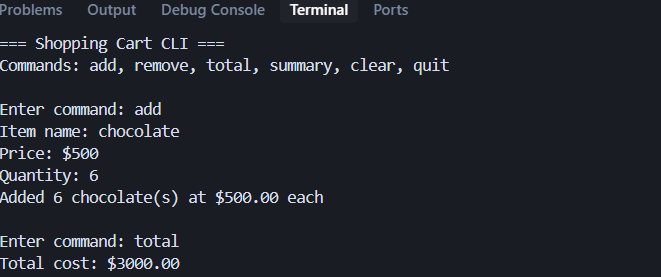 Problems Output Debug Console Terminal Ports
=== Shopping Cart CLI ===
Commands: add, remove, total, summary, clear, quit
Enter command: add
Item name: chocolate
Price: $500
Quantity: 6
Added 6 chocolate(s) at $500.00 each
Enter command: total
Total cost: $3000.00